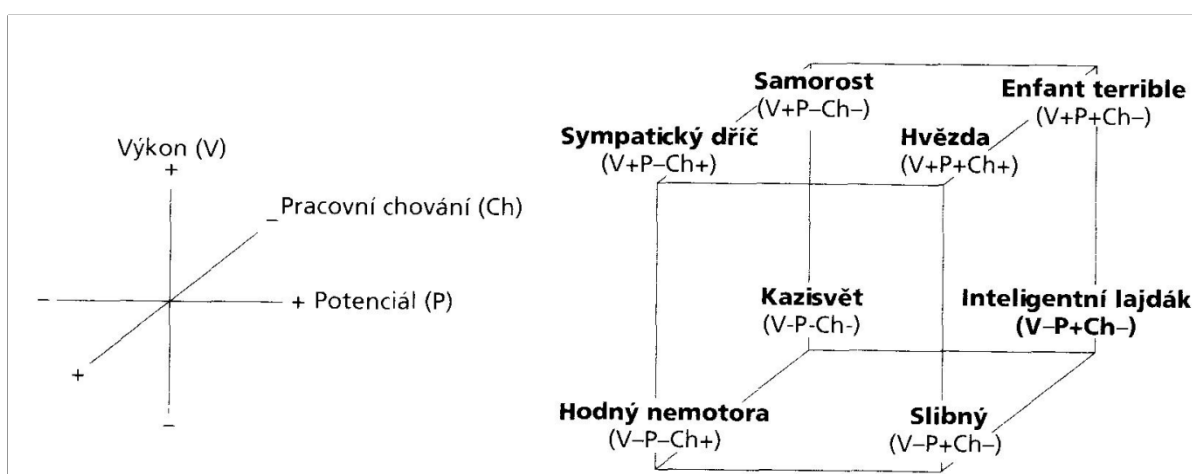 Výkon (V)
+
– Pracovní chování (Ch)
– + Potenciál (P)
+
–
Samorost
(V+P–Ch–)
Enfant terrible
(V+P+Ch–)
Sympatický dříč
(V+P–Ch+)
Hvězda
(V+P+Ch+)
Kazisvět
(V-P-Ch-)
Inteligentní lajdák
(V–P+Ch–)
Hodný nemotora
(V–P–Ch+)
Slibný
(V–P+Ch–)